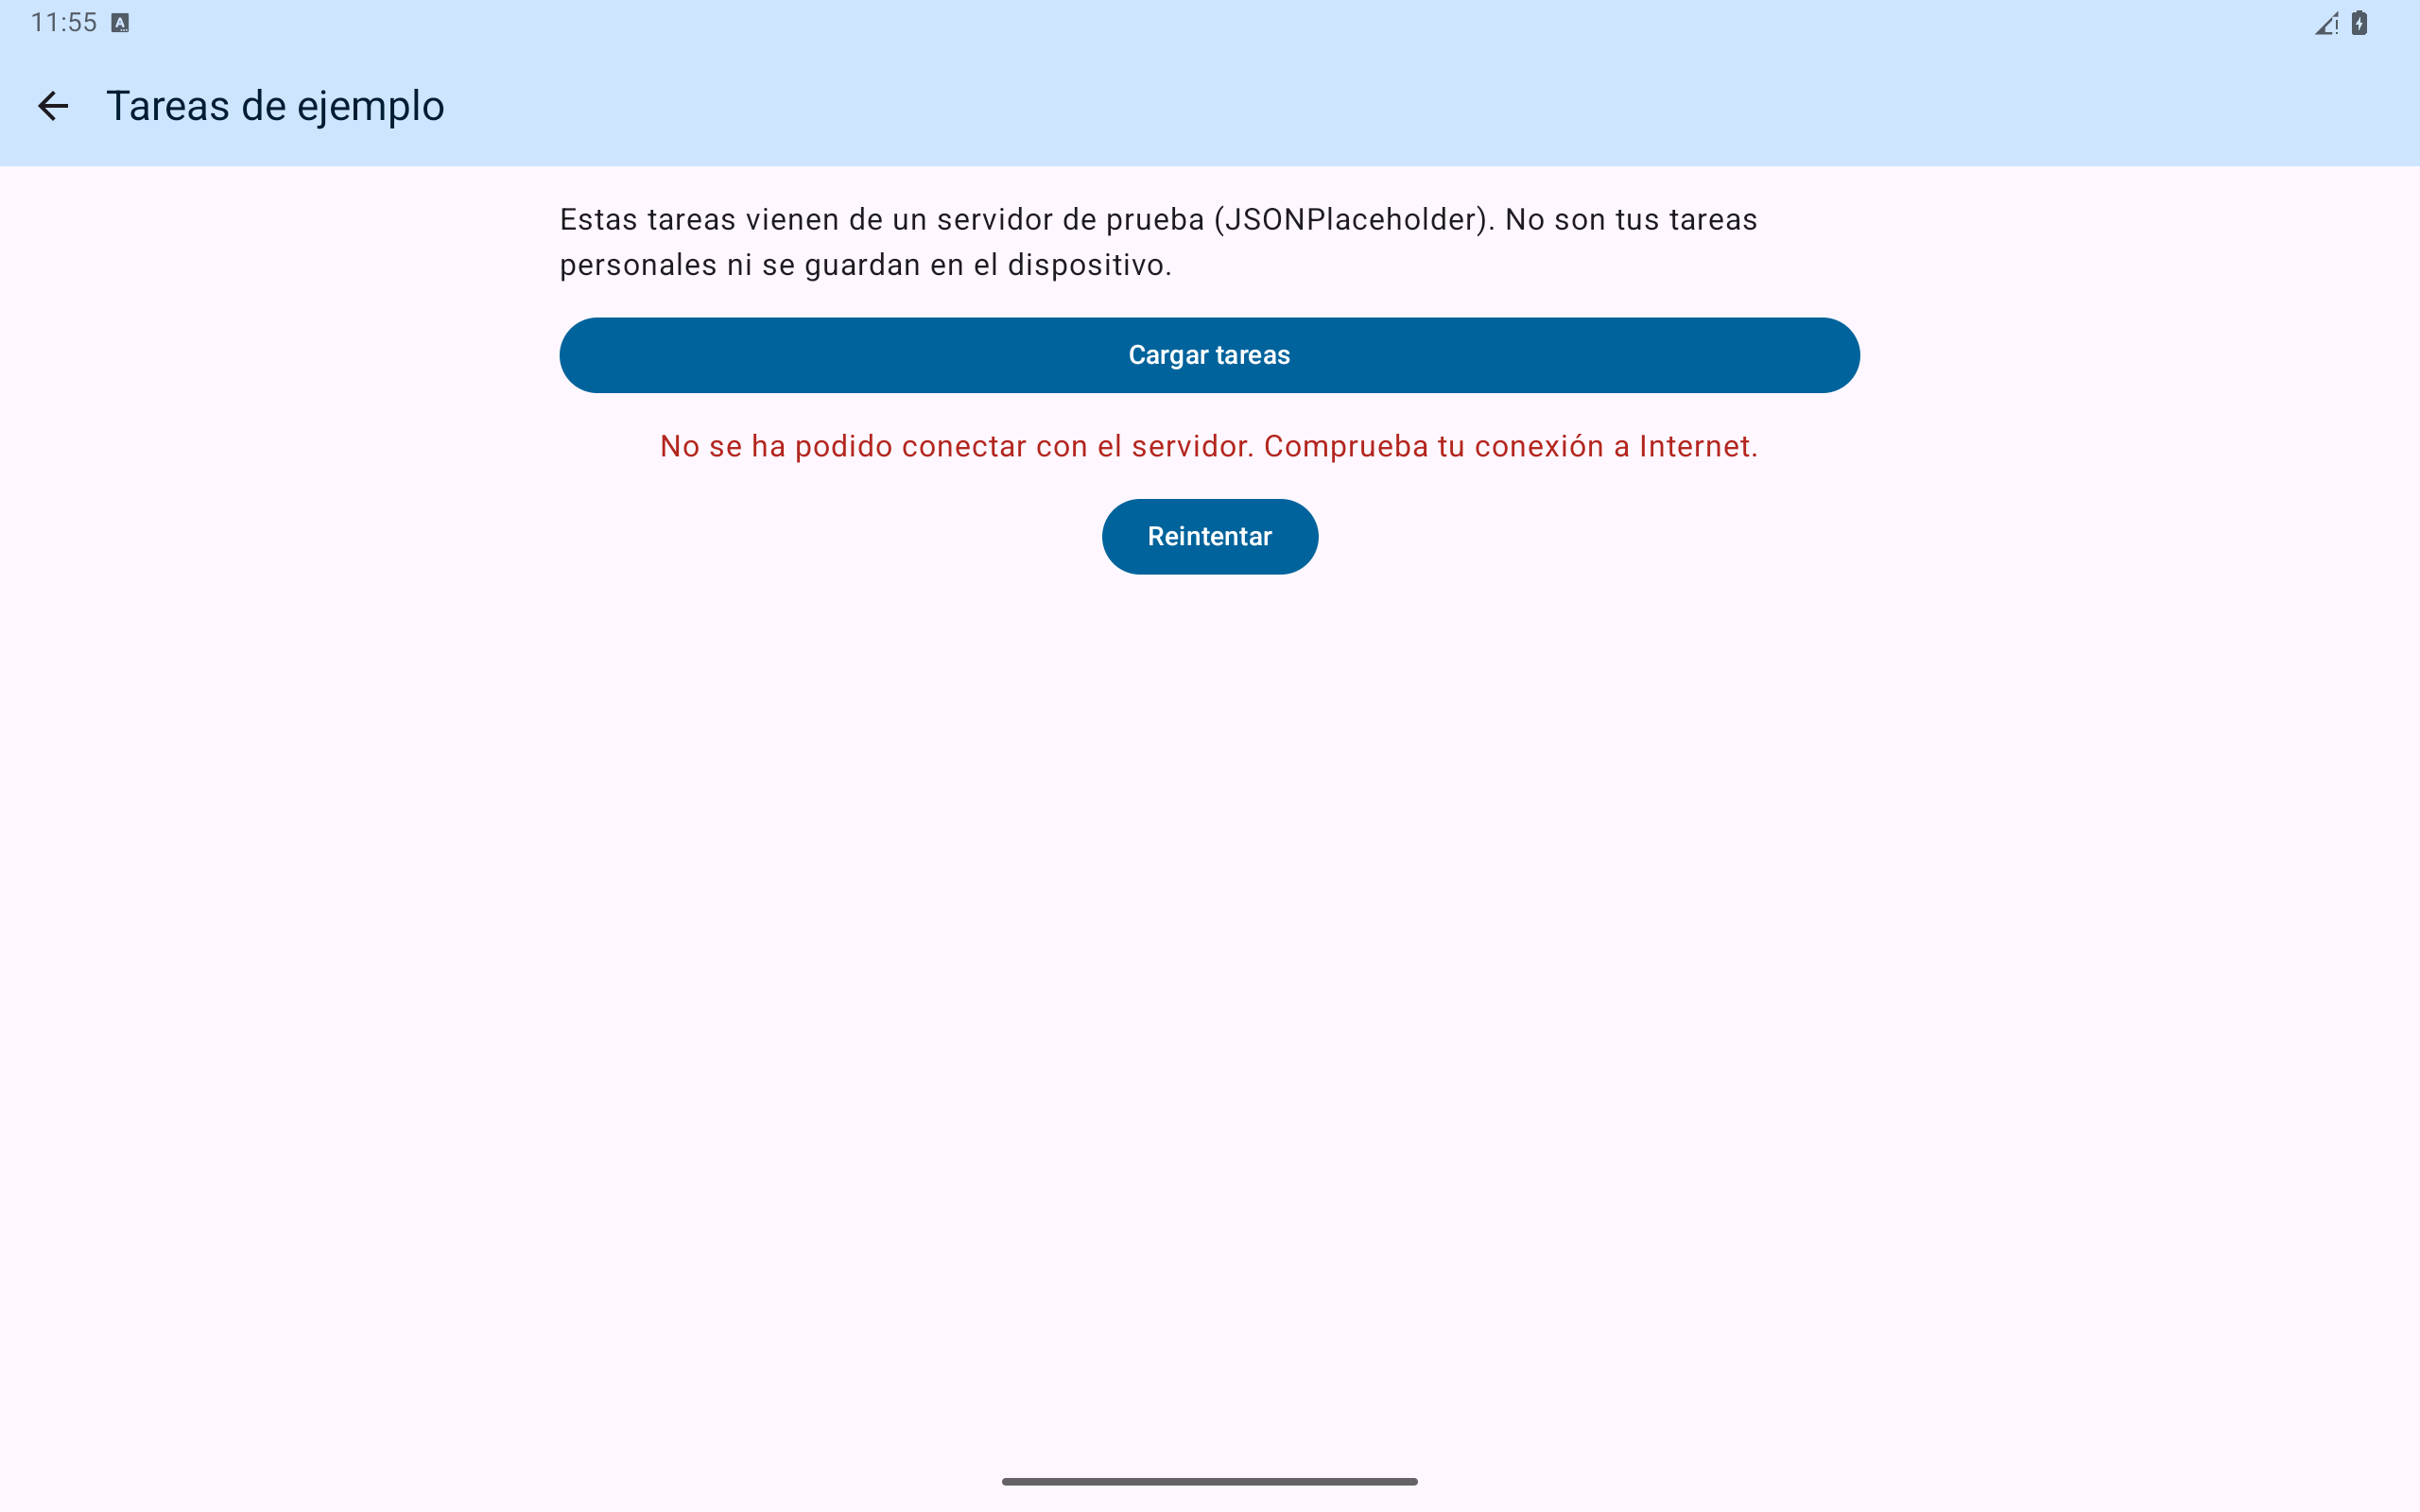 11:55
Tareas de ejemplo
Estas tareas vienen de un servidor de prueba (JSONPlaceholder). No son tus tareas
personales ni se guardan en el dispositivo.
Cargar tareas
No se ha podido conectar con el servidor. Comprueba tu conexión a Internet.
Reintentar